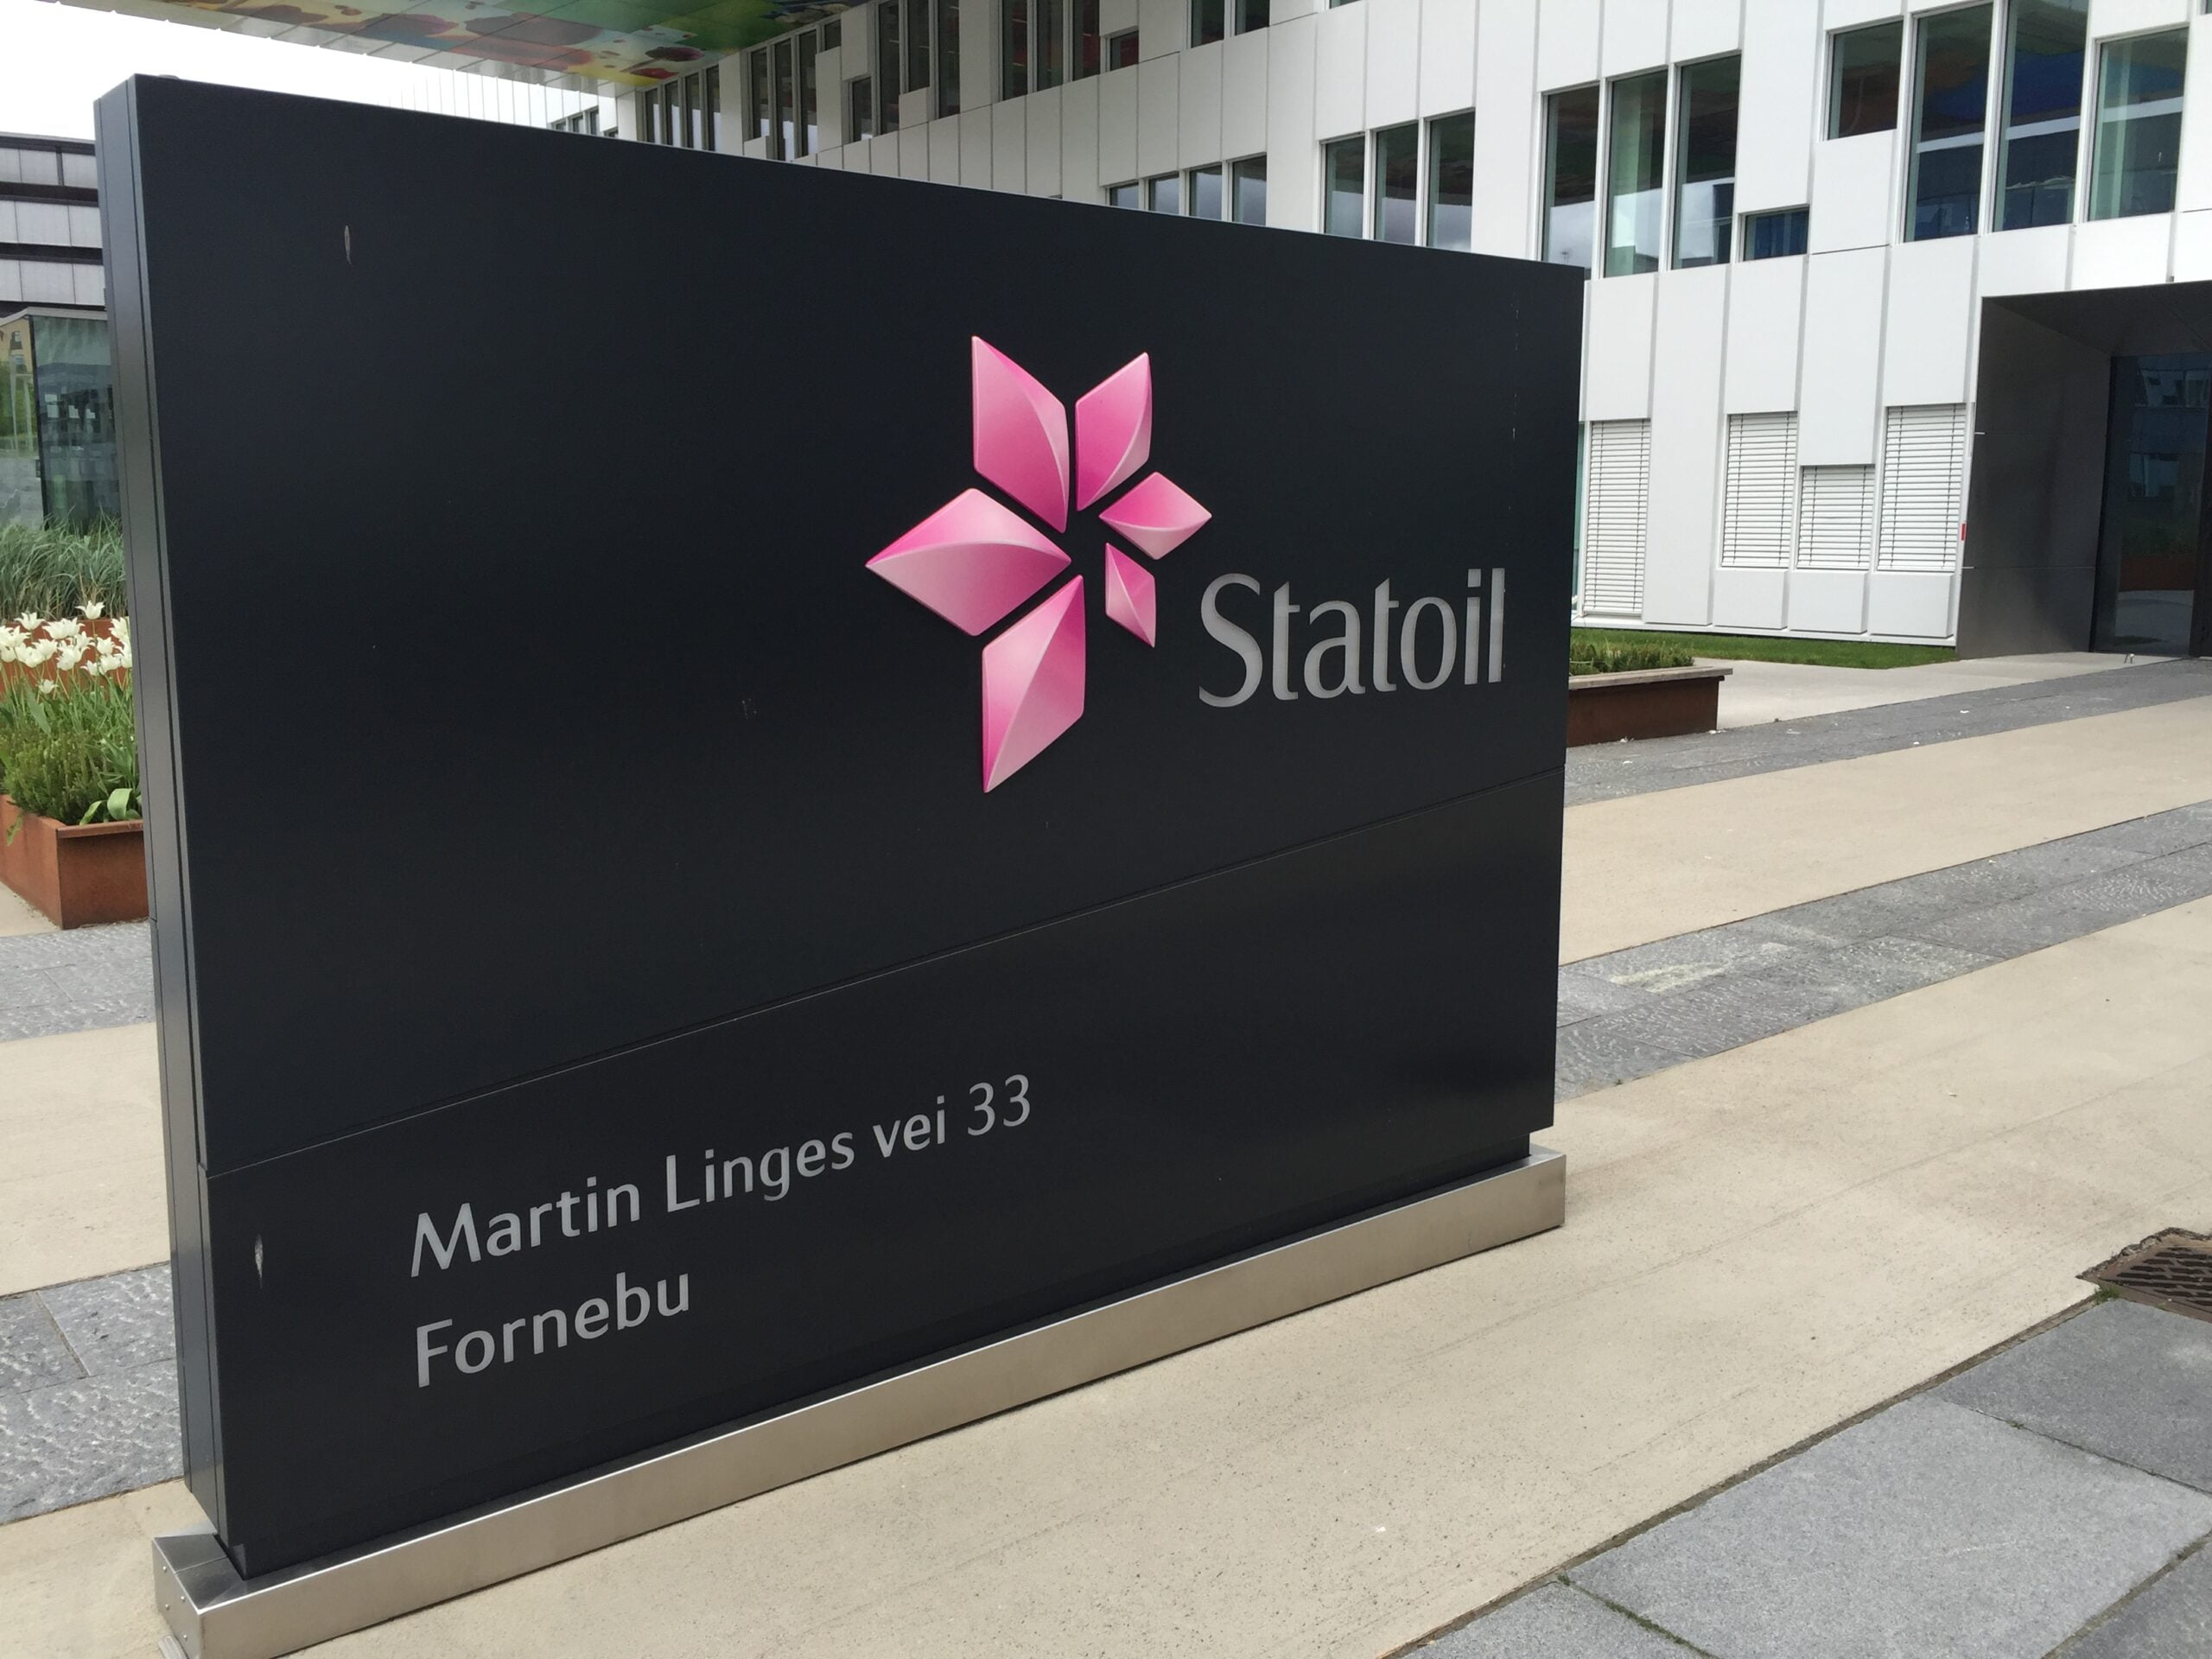 Statoil
Martin Linges vei 33
Fornebu